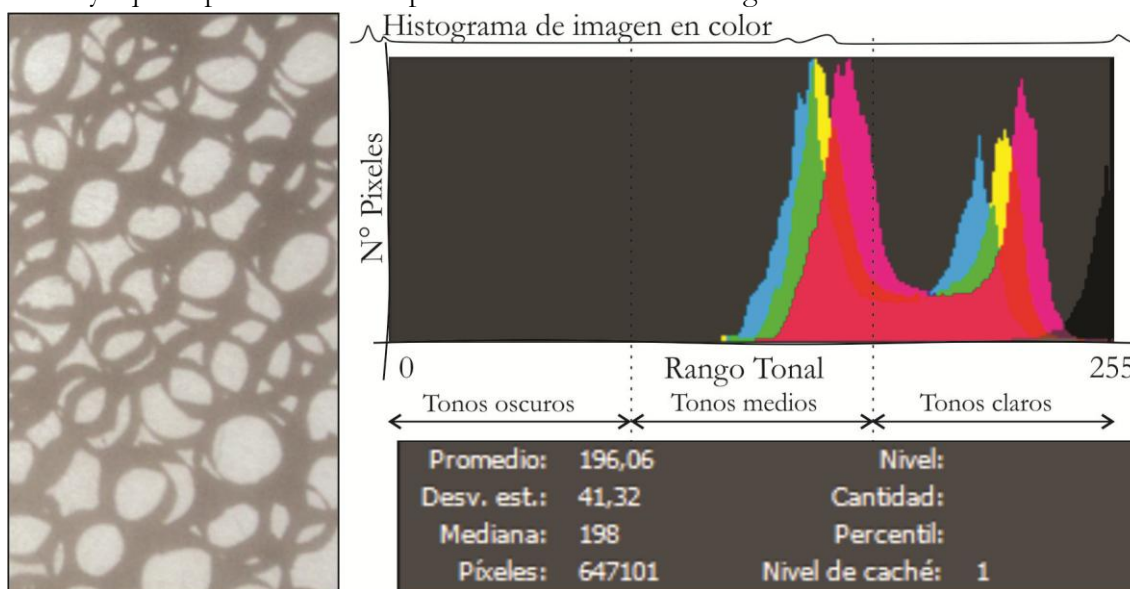 Histograma de imagen en color
N° Pixeles
0 Rango Tonal 255
Tonos oscuros Tonos medios Tonos claros
Promedio: 196,06 Nivel:
Desv. est.: 41,32 Cantidad:
Mediana: 198 Percentil:
Píxeles: 647101 Nivel de caché: 1